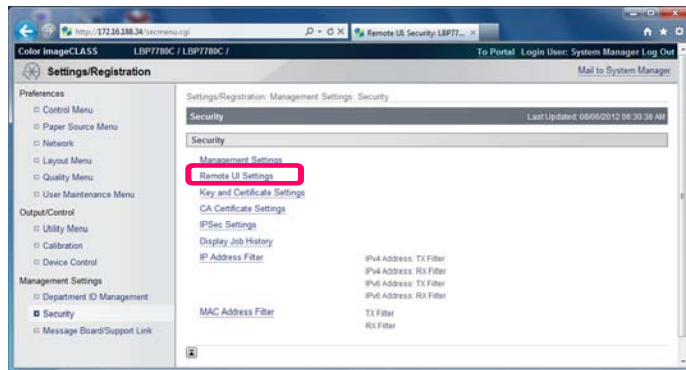 http://172.16.188.34/secmenu.cgi
Remote UI: Security: LBP77...
Color imageCLASS LBP7780C / LBP7780C /
To Portal Login User: System Manager Log Out
Settings/Registration
Mail to System Manager
Preferences
Control Menu
Paper Source Menu
Network
Layout Menu
Quality Menu
User Maintenance Menu
Output/Control
Utility Menu
Calibration
Device Control
Management Settings
Department ID Management
Security
Message Board/Support Link
Settings/Registration: Management Settings: Security
Security
Last Updated: 08/06/2012 06:30:38 AM
Security
Management Settings
Remote UI Settings
Key and Certificate Settings
CA Certificate Settings
IPSec Settings
Display Job History
IP Address Filter
IPv4 Address: TX Filter
IPv4 Address: RX Filter
IPv6 Address: TX Filter
IPv6 Address: RX Filter
MAC Address Filter
TX Filter
RX Filter